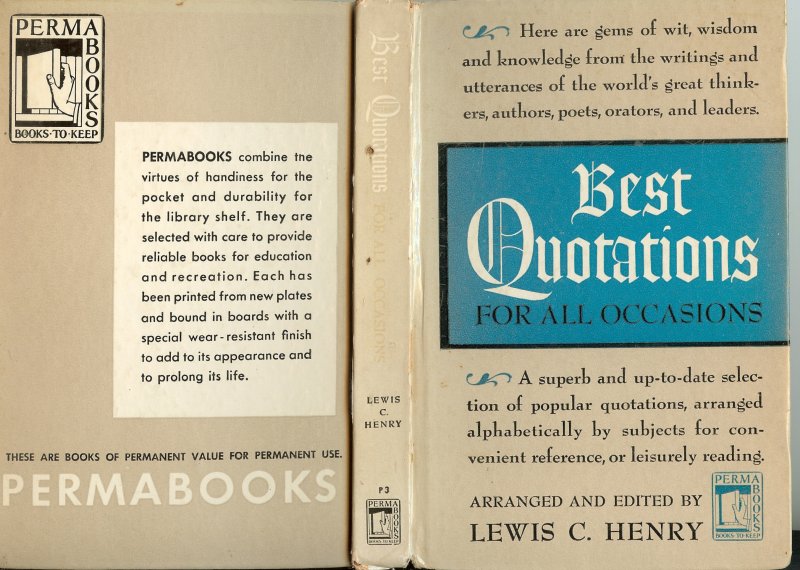 PERMA
BOOKS
BOOKS·TO·KEEP
PERMABOOKS combine the
virtues of handiness for the
pocket and durability for
the library shelf. They are
selected with care to provide
reliable books for education
and recreation. Each has
been printed from new plates
and bound in boards with a
special wear-resistant finish
to add to its appearance and
to prolong its life.
THESE ARE BOOKS OF PERMANENT VALUE FOR PERMANENT USE.
PERMABOOKS
Best Quotations
FOR ALL OCCASIONS
LEWIS
C.
HENRY
P3
PERMA
BOOKS
BOOKS·TO·KEEP
Here are gems of wit, wisdom
and knowledge from the writings and
utterances of the world's great think-
ers, authors, poets, orators, and leaders.
Best
Quotations
FOR ALL OCCASIONS
A superb and up-to-date selec-
tion of popular quotations, arranged
alphabetically by subjects for con-
venient reference, or leisurely reading.
ARRANGED AND EDITED BY
LEWIS C. HENRY
PERMA
BOOKS
BOOKS·TO·KEEP